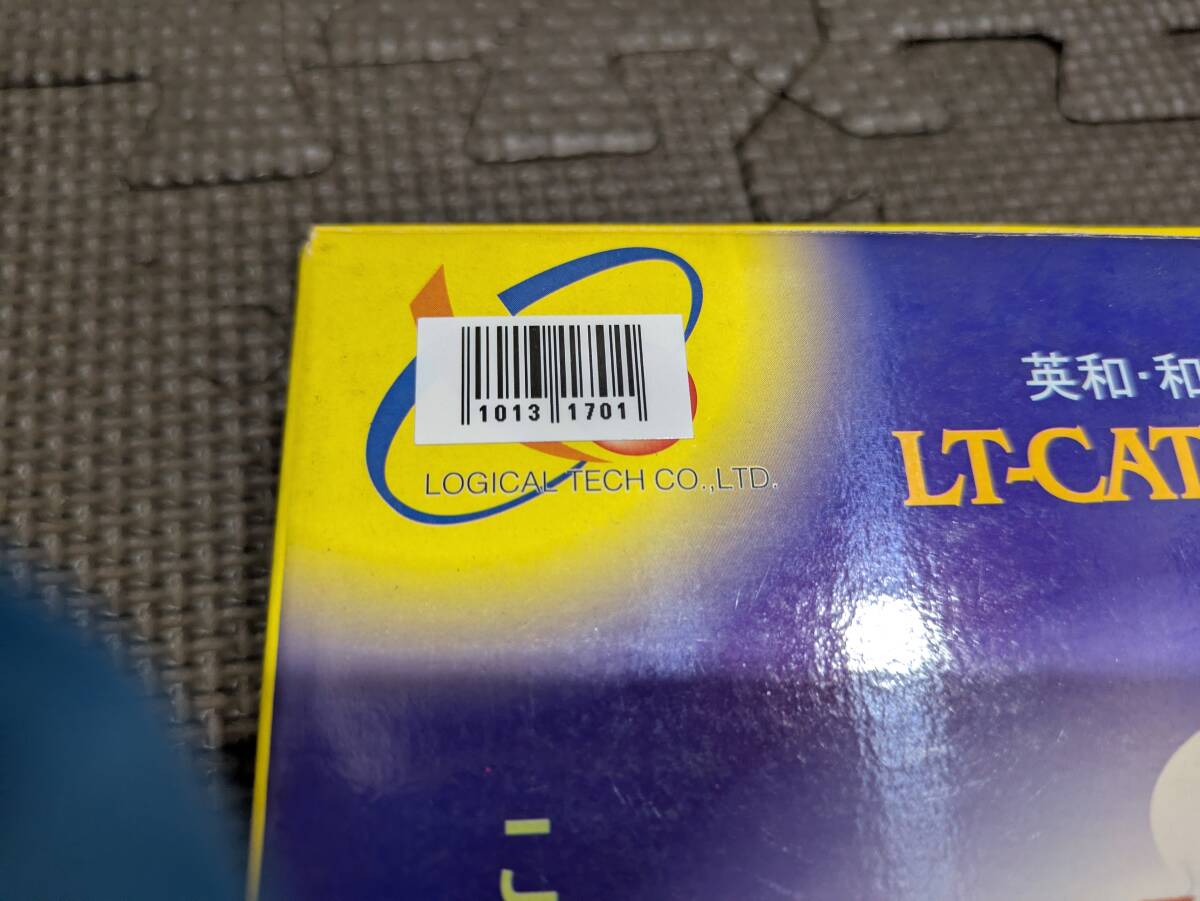 1013 1701
LOGICAL TECH CO.,LTD.
英和・和
LT-CAT